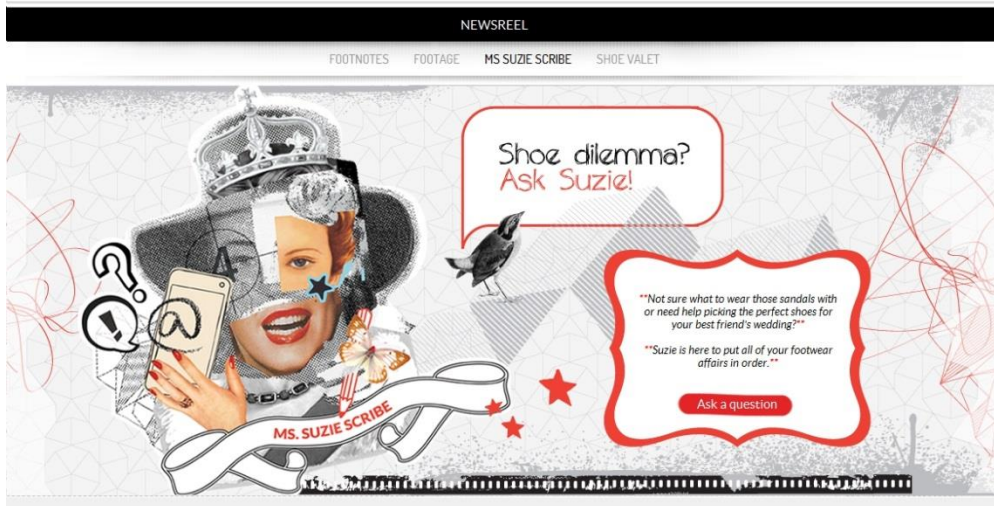 NEWSREEL
FOOTNOTES FOOTAGE MS SUZIE SCRIBE SHOE VALET
Shoe dilemma?
Ask Suzie!
?
!
@
""Not sure what to wear those sandals with
or need help picking the perfect shoes for
your best friend's wedding?""
""Suzie is here to put all of your footwear
affairs in order.""
Ask a question
MS. SUZIE SCRIBE